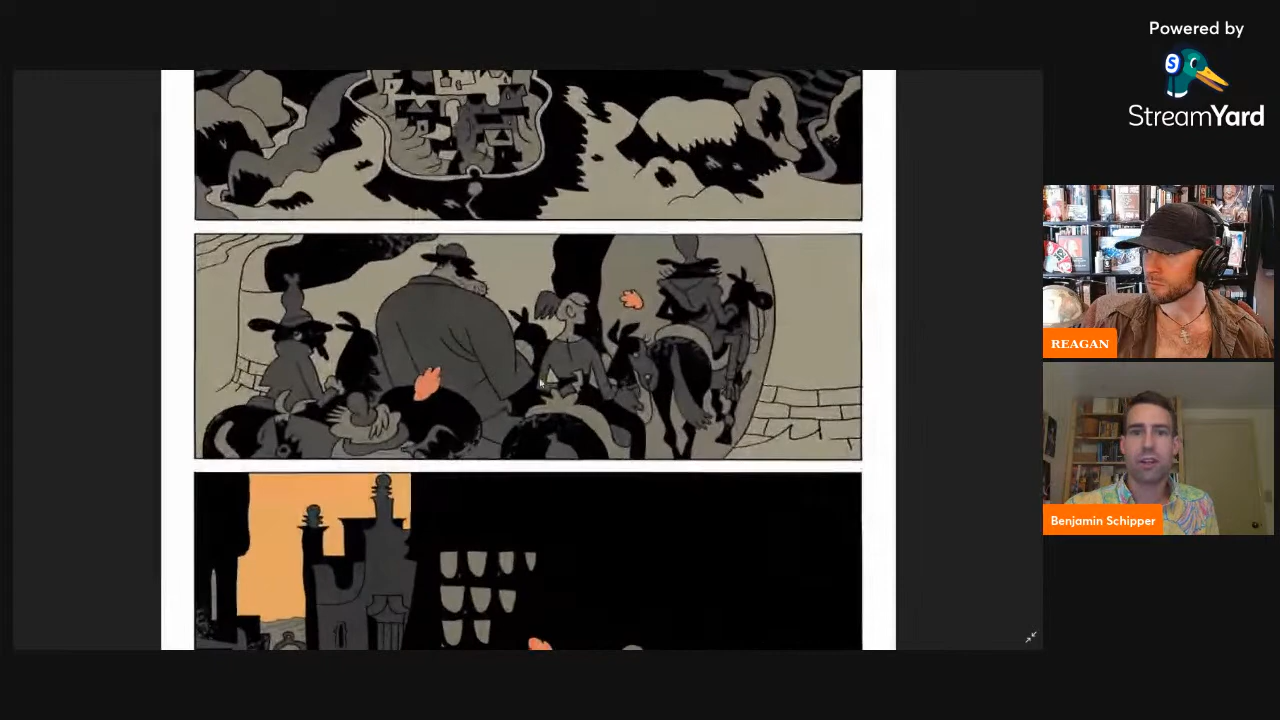 Powered by
S
StreamYard
REAGAN
Benjamin Schipper